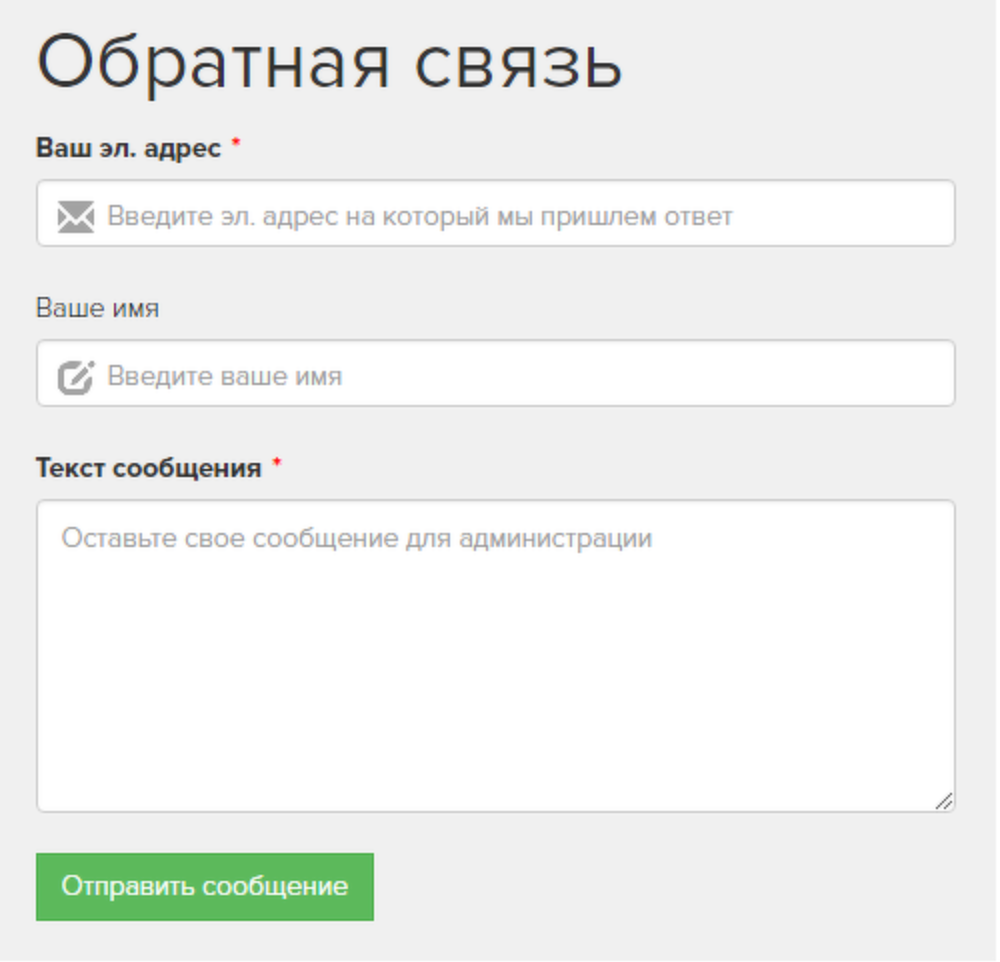 Обратная связь
Ваш эл. адрес *
Введите эл. адрес на который мы пришлем ответ
Ваше имя
Введите ваше имя
Текст сообщения *
Оставьте свое сообщение для администрации
Отправить сообщение